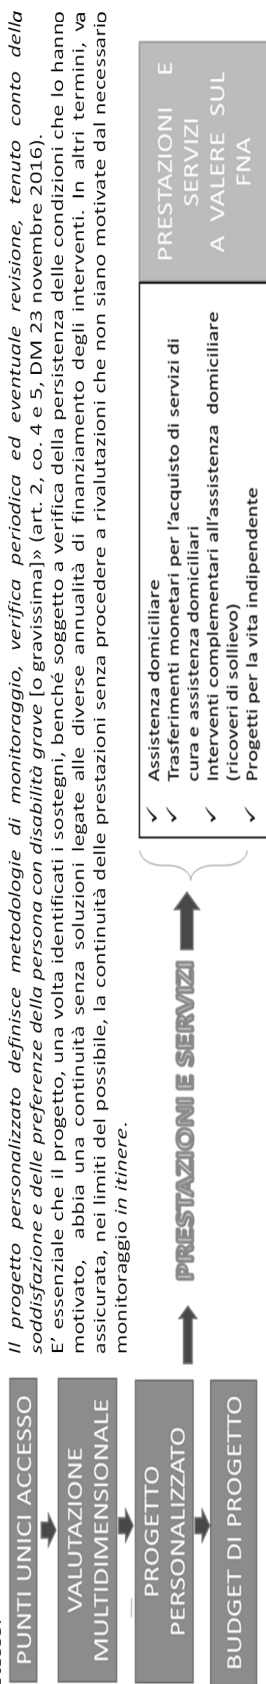 Il progetto personalizzato definisce metodologie di monitoraggio, verifica periodica ed eventuale revisione, tenuto conto della
soddisfazione e delle preferenze della persona con disabilità grave [o gravissima]» (art. 2, co. 4 e 5, DM 23 novembre 2016).
E' essenziale che il progetto, una volta identificati i sostegni, benché soggetto a verifica della persistenza delle condizioni che lo hanno
motivato, abbia una continuità senza soluzioni legate alle diverse annualità di finanziamento degli interventi. In altri termini, va
assicurata, nei limiti del possibile, la continuità delle prestazioni senza procedere a rivalutazioni che non siano motivate dal necessario
monitoraggio in itinere.
PUNTI UNICI ACCESSO
VALUTAZIONE
MULTIDIMENSIONALE
PROGETTO
PERSONALIZZATO
BUDGET DI PROGETTO
PRESTAZIONI E SERVIZI
✓ Assistenza domiciliare
✓ Trasferimenti monetari per l'acquisto di servizi di
cura e assistenza domiciliari
✓ Interventi complementari all'assistenza domiciliare
(ricoveri di sollievo)
✓ Progetti per la vita indipendente
PRESTAZIONI E
SERVIZI
A VALERE SUL
FNA